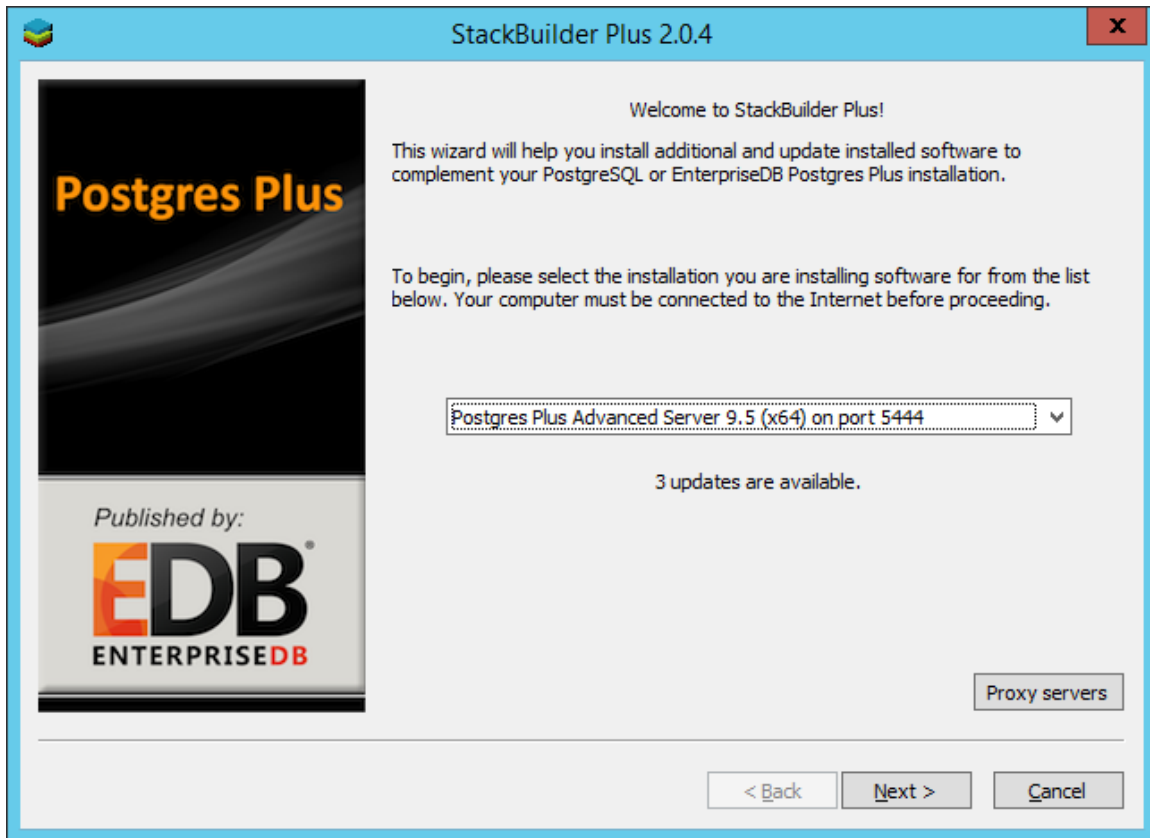 StackBuilder Plus 2.0.4
x
Postgres Plus
Published by:
EDB®
ENTERPRISEDB
Welcome to StackBuilder Plus!
This wizard will help you install additional and update installed software to
complement your PostgreSQL or EnterpriseDB Postgres Plus installation.
To begin, please select the installation you are installing software for from the list
below. Your computer must be connected to the Internet before proceeding.
Postgres Plus Advanced Server 9.5 (x64) on port 5444
3 updates are available.
Proxy servers
< Back
Next >
Cancel